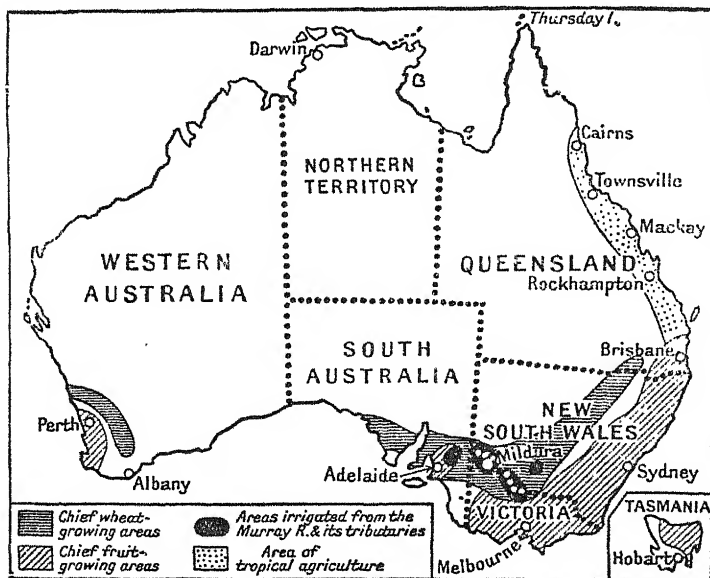 Thursday I.
Darwin
Cairns
NORTHERN
TERRITORY
Townsville
Mackay
WESTERN
AUSTRALIA
QUEENSLAND
Rockhampton
SOUTH
AUSTRALIA
Brisbane
NEW
SOUTH WALES
Perth
Mildura
Adelaide
Sydney
Albany
VICTORIA
Melbourne
TASMANIA
Hobart
Chief wheat-
growing areas
Areas irrigated from the
Murray R. & its tributaries
Chief fruit-
growing areas
Area of
tropical agriculture